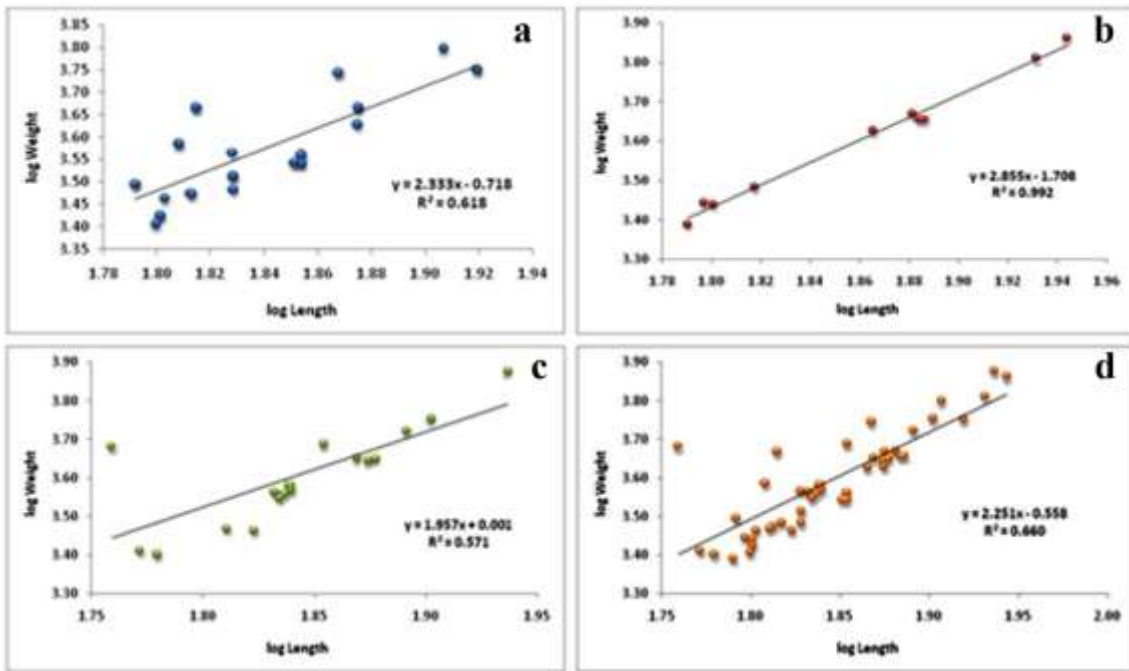 a
3.85
3.80
3.75
3.70
3.65
3.60
3.55
3.50
3.45
3.40
3.35
log Weight
y = 2.333x - 0.718
R² = 0.618
1.78 1.80 1.82 1.84 1.86 1.88 1.90 1.92 1.94
log Length
b
3.90
3.80
3.70
3.60
3.50
3.40
3.30
log Weight
y = 2.855x - 1.708
R² = 0.992
1.78 1.80 1.82 1.84 1.86 1.88 1.90 1.92 1.94 1.96
log Length
c
3.90
3.80
3.70
3.60
3.50
3.40
3.30
log Weight
y = 1.957x + 0.001
R² = 0.571
1.75 1.80 1.85 1.90 1.95
log Length
d
3.90
3.80
3.70
3.60
3.50
3.40
3.30
log Weight
y = 2.251x - 0.558
R² = 0.660
1.75 1.80 1.85 1.90 1.95 2.00
log Length